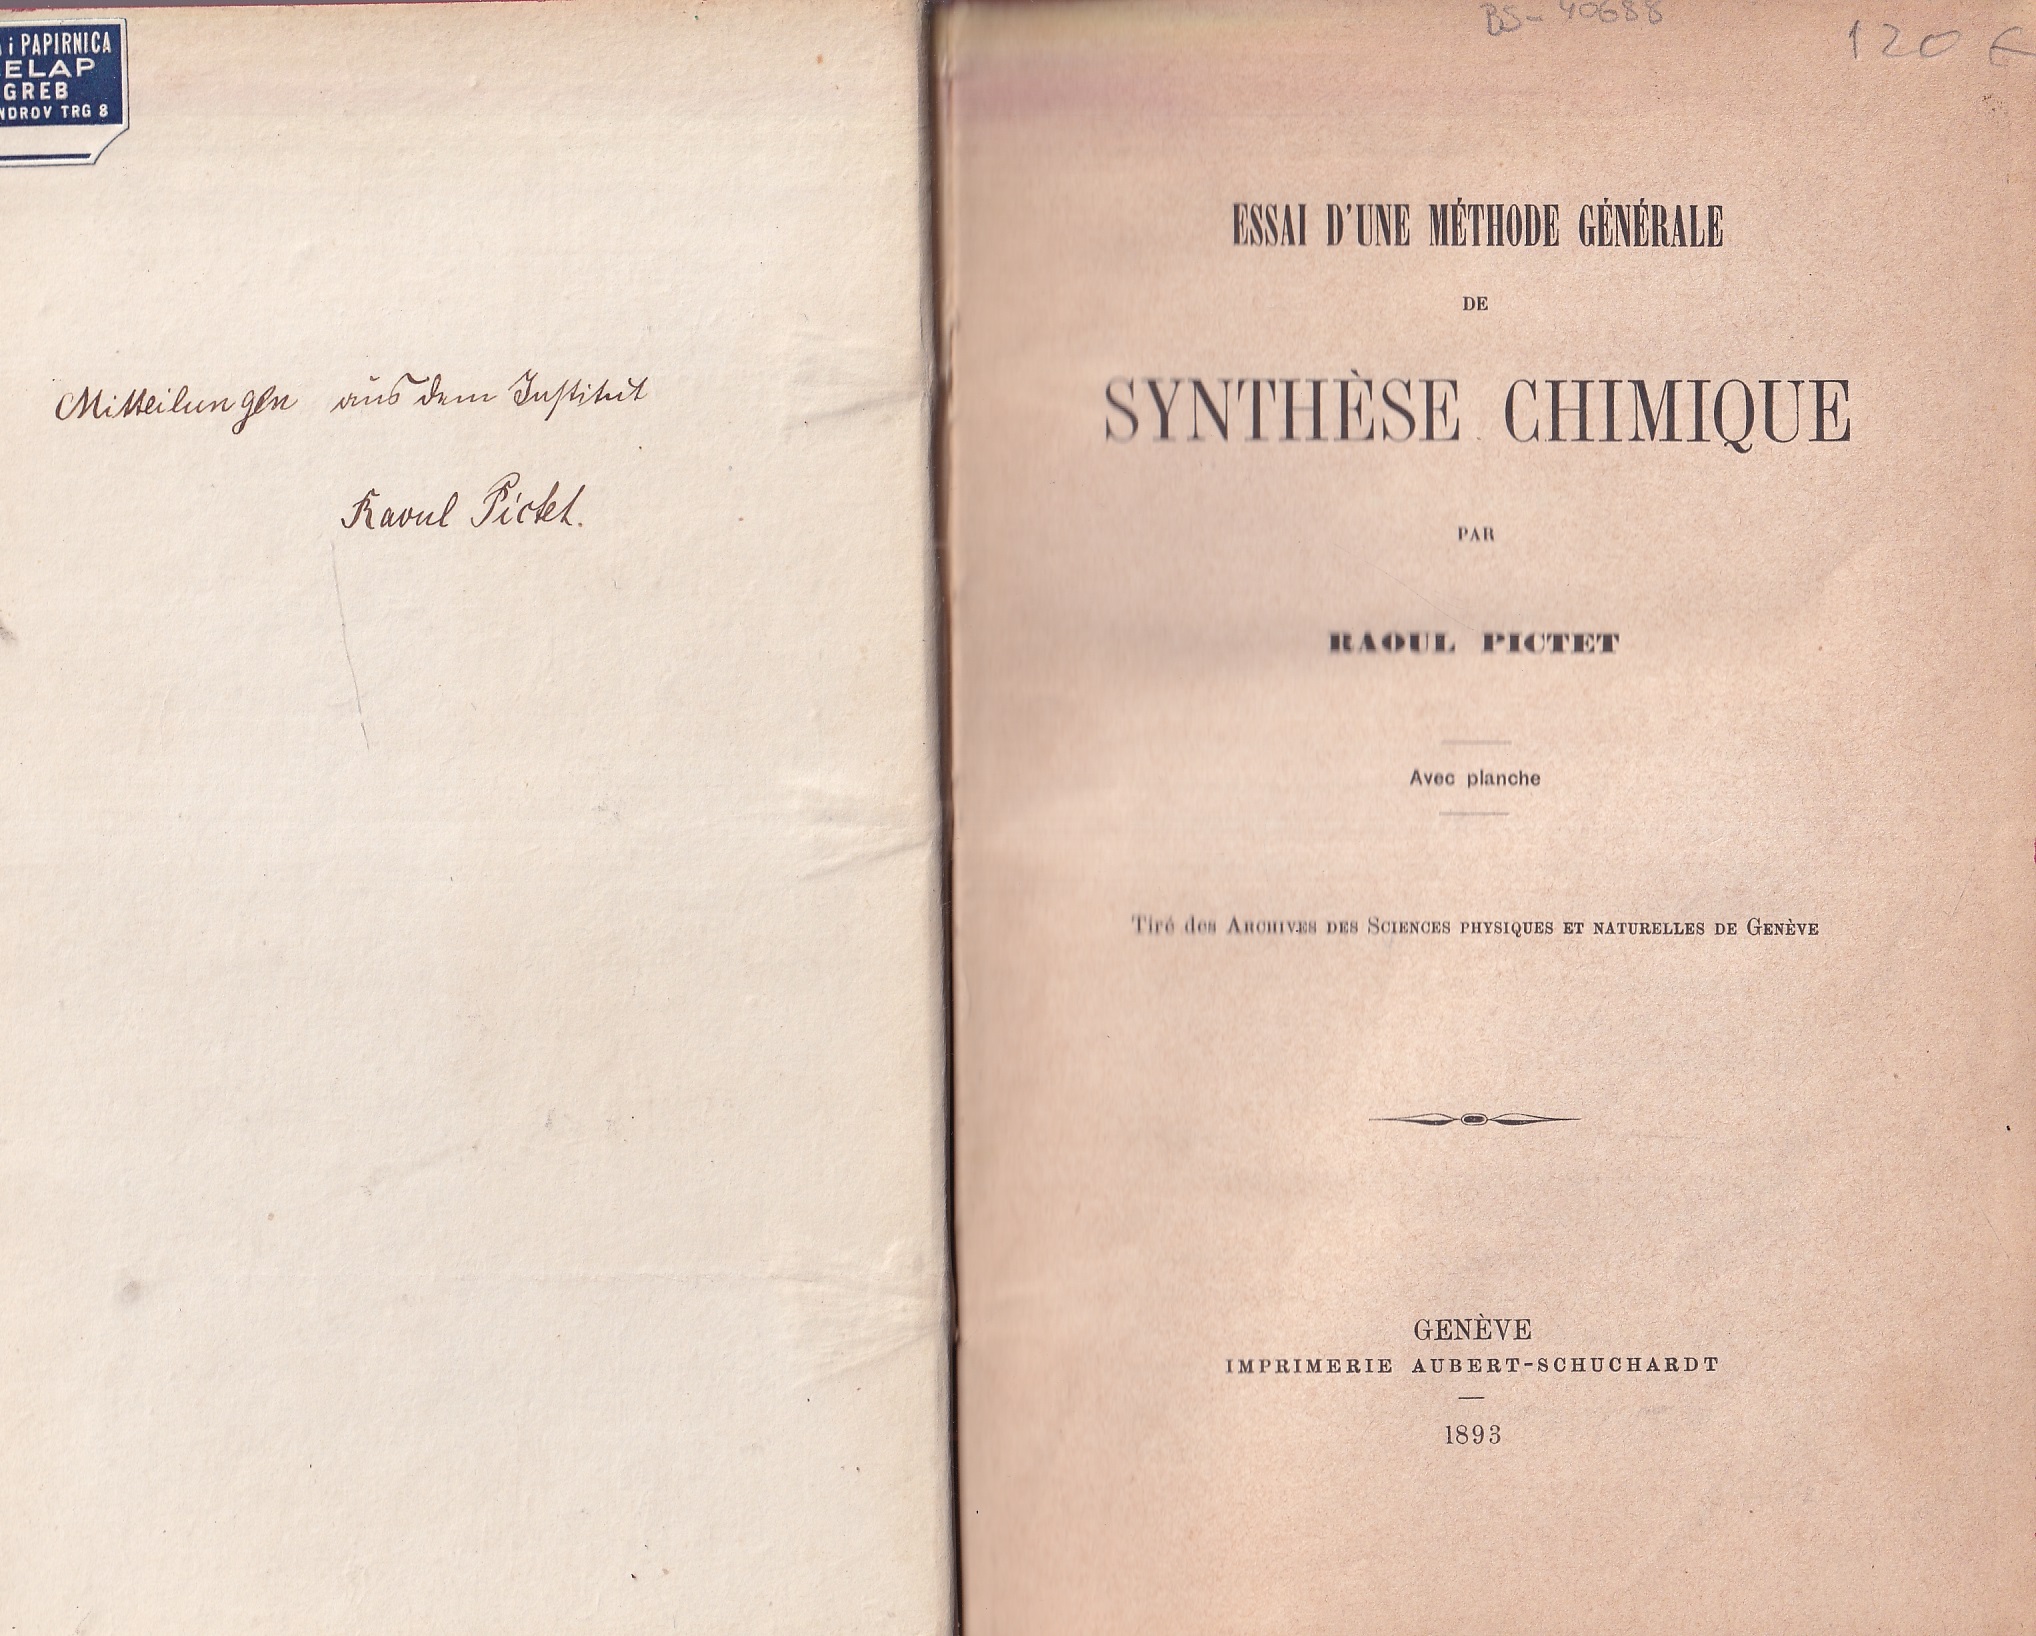 i PAPIRNICA
ELAP
GREB
NDROV TRG 8
Mitteilungen aus dem Institut
Raoul Pictet.
BS- 40688
120 €
ESSAI D'UNE MÉTHODE GÉNÉRALE
DE
SYNTHÈSE CHIMIQUE
PAR
RAOUL PICTET
Avec planche
Tiré des ARCHIVES DES SCIENCES PHYSIQUES ET NATURELLES DE GENÈVE
GENÈVE
IMPRIMERIE AUBERT-SCHUCHARDT
1893